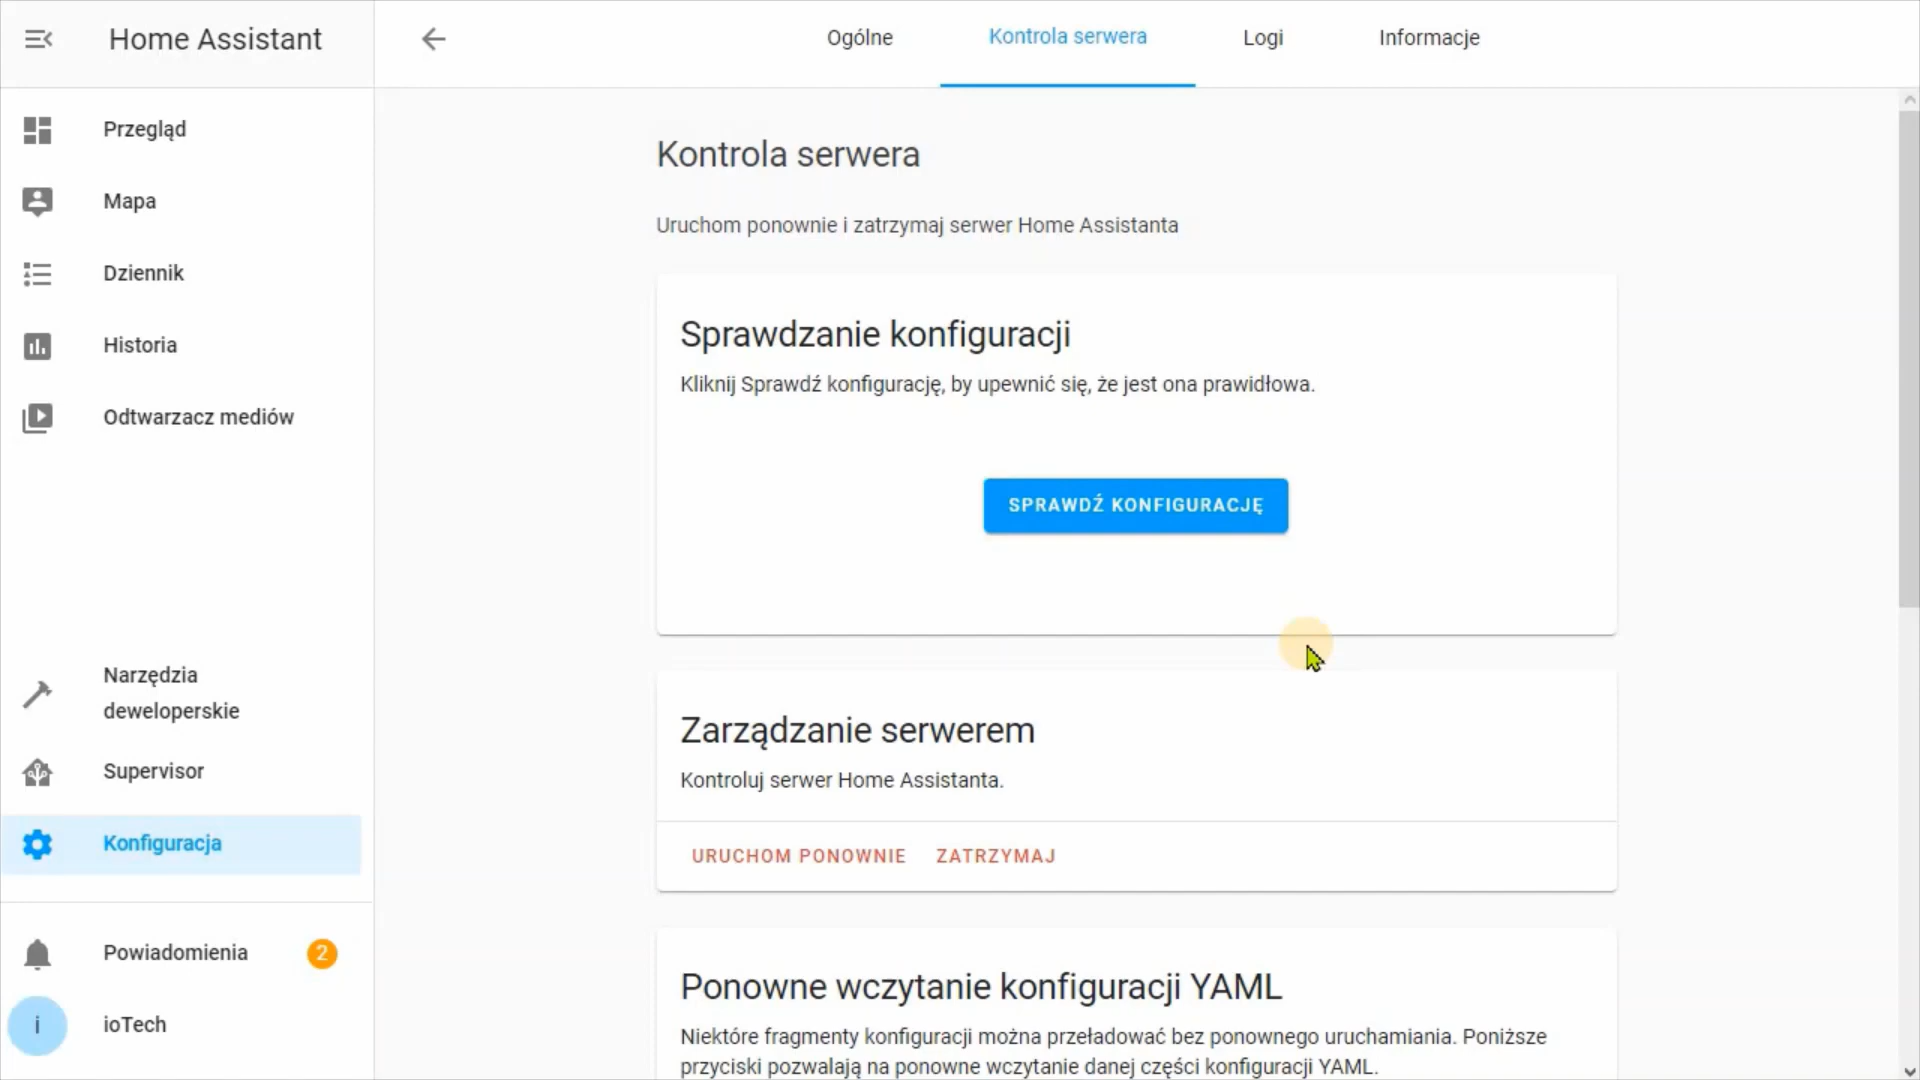 Home Assistant
Ogólne
Kontrola serwera
Logi
Informacje
Przegląd
Mapa
Dziennik
Historia
Odtwarzacz mediów
Narzędzia
deweloperskie
Supervisor
Konfiguracja
Powiadomienia
2
i
ioTech
Kontrola serwera
Uruchom ponownie i zatrzymaj serwer Home Assistanta
Sprawdzanie konfiguracji
Kliknij Sprawdź konfigurację, by upewnić się, że jest ona prawidłowa.
SPRAWDŹ KONFIGURACJĘ
Zarządzanie serwerem
Kontroluj serwer Home Assistanta.
URUCHOM PONOWNIE
ZATRZYMAJ
Ponowne wczytanie konfiguracji YAML
Niektóre fragmenty konfiguracji można przeładować bez ponownego uruchamiania. Poniższe
przyciski pozwalają na ponowne wczytanie danej części konfiguracji YAML.